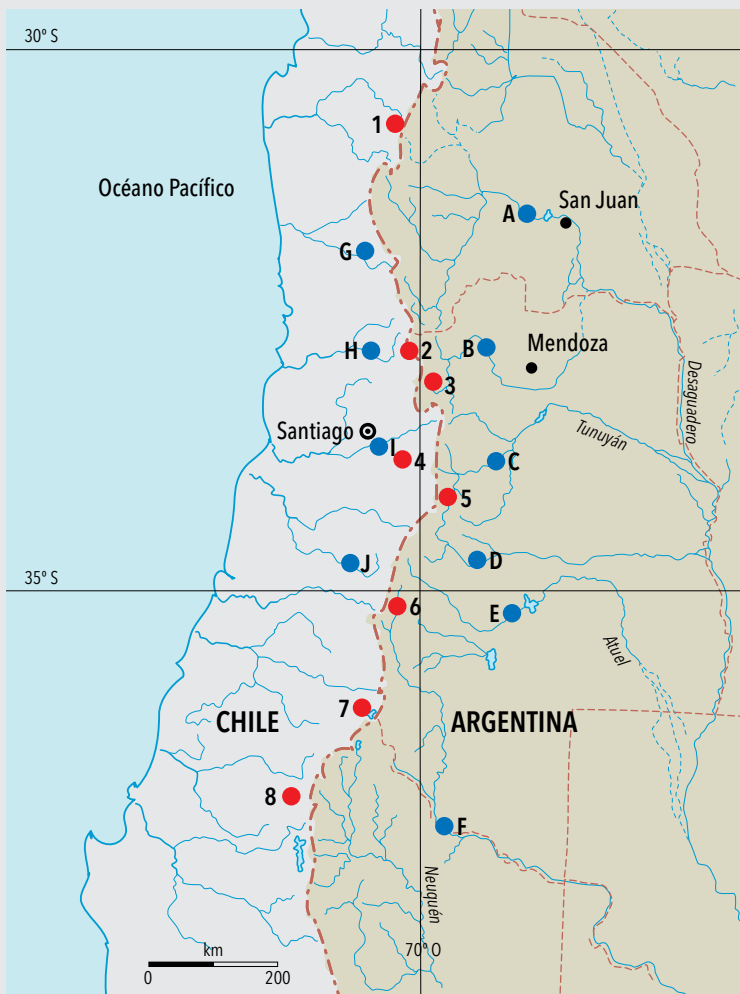 30° S
1
Océano Pacífico
San Juan
A
G
H
2
B
Mendoza
3
Desaguadero
Santiago
I
4
Tunuyán
C
5
J
D
35° S
6
E
Atuel
7
CHILE
ARGENTINA
8
F
Neuquén
km
0
200
70° O